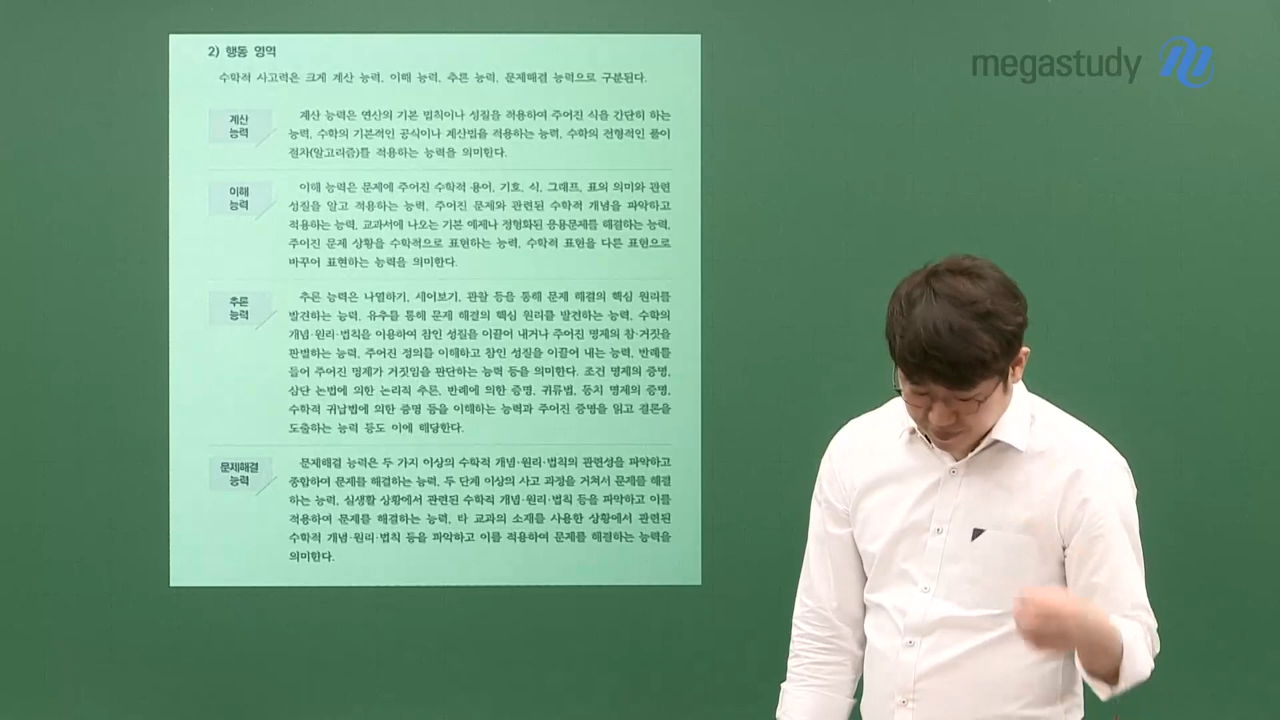 2) 행동 영역
수학적 사고력은 크게 계산 능력, 이해 능력, 추론 능력, 문제해결 능력으로 구분된다.
계산
능력
계산 능력은 연산의 기본 법칙이나 성질을 적용하여 주어진 식을 간단히 하는
능력, 수학의 기본적인 공식이나 계산법을 적용하는 능력, 수학의 전형적인 풀이
절차(알고리즘)를 적용하는 능력을 의미한다.
이해
능력
이해 능력은 문제에 주어진 수학적 용어, 기호, 식, 그래프, 표의 의미와 관련
성질을 알고 적용하는 능력, 주어진 문제와 관련된 수학적 개념을 파악하고
적용하는 능력, 교과서에 나오는 기본 예제나 정형화된 응용문제를 해결하는 능력,
주어진 문제 상황을 수학적으로 표현하는 능력, 수학적 표현을 다른 표현으로
바꾸어 표현하는 능력을 의미한다.
추론
능력
추론 능력은 나열하기, 세어보기, 관찰 등을 통해 문제 해결의 핵심 원리를
발견하는 능력, 유추를 통해 문제 해결의 핵심 원리를 발견하는 능력, 수학의
개념·원리·법칙을 이용하여 참인 성질을 이끌어 내거나 주어진 명제의 참·거짓을
판별하는 능력, 주어진 정의를 이해하고 참인 성질을 이끌어 내는 능력, 반례를
들어 주어진 명제가 거짓임을 판단하는 능력 등을 의미한다. 조건 명제의 증명,
삼단 논법에 의한 논리적 추론, 반례에 의한 증명, 귀류법, 동치 명제의 증명,
수학적 귀납법에 의한 증명 등을 이해하는 능력과 주어진 증명을 읽고 결론을
도출하는 능력 등도 이에 해당한다.
문제해결
능력
문제해결 능력은 두 가지 이상의 수학적 개념·원리·법칙의 관련성을 파악하고
종합하여 문제를 해결하는 능력, 두 단계 이상의 사고 과정을 거쳐서 문제를 해결
하는 능력, 실생활 상황에서 관련된 수학적 개념·원리·법칙 등을 파악하고 이를
적용하여 문제를 해결하는 능력, 타 교과의 소재를 사용한 상황에서 관련된
수학적 개념·원리·법칙 등을 파악하고 이를 적용하여 문제를 해결하는 능력을
의미한다.
megastudy